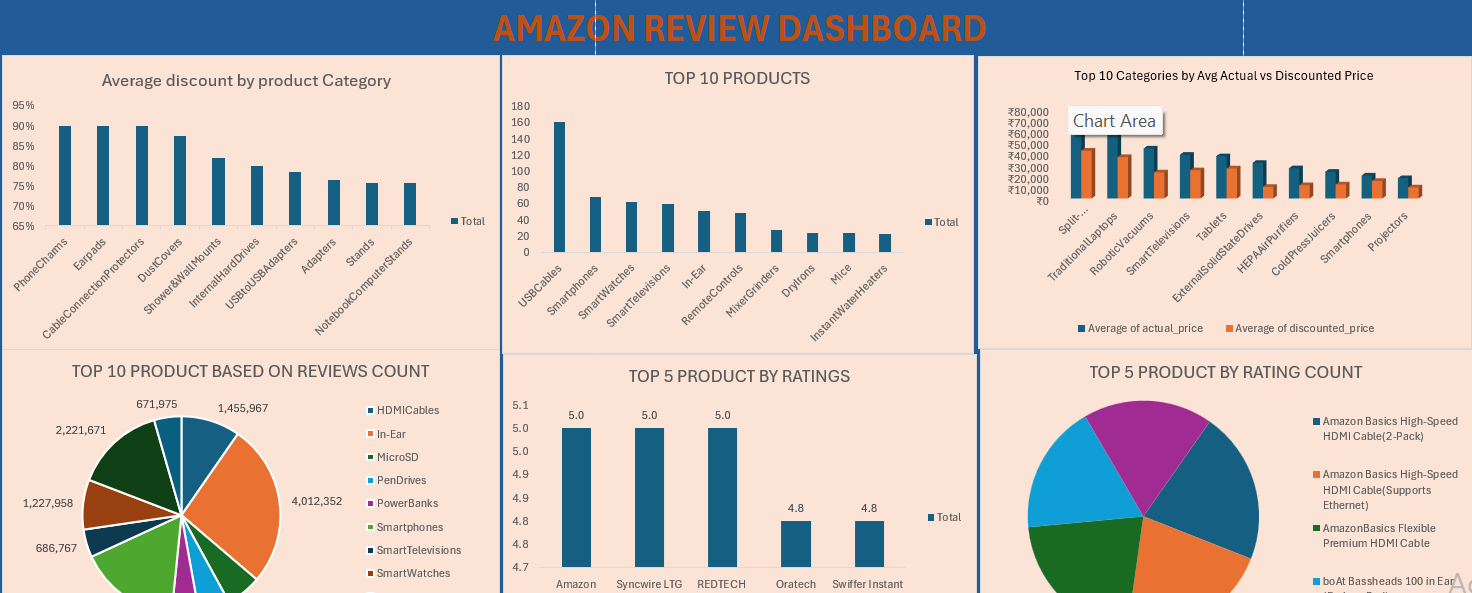 AMAZON REVIEW DASHBOARD
Average discount by product Category
95%
90%
85%
80%
75%
70%
65%
PhoneCharms
Earpads
CableConnectionProtectors
DustCovers
Shower&WallMounts
InternalHardDrives
USBtoUSBAdapters
Adapters
Stands
NotebookComputerStands
Total
TOP 10 PRODUCTS
180
160
140
120
100
80
60
40
20
0
USBCables
Smartphones
SmartWatches
SmartTelevisions
In-Ear
RemoteControls
MixerGrinders
DryIrons
Mice
InstantWaterHeaters
Total
Top 10 Categories by Avg Actual vs Discounted Price
Chart Area
₹80,000
₹70,000
₹60,000
₹50,000
₹40,000
₹30,000
₹20,000
₹10,000
₹0
Split-...
TraditionalLaptops
RoboticVacuums
SmartTelevisions
Tablets
ExternalSolidStateDrives
HEPAAirPurifiers
ColdPressJuicers
Smartphones
Projectors
Average of actual_price
Average of discounted_price
TOP 10 PRODUCT BASED ON REVIEWS COUNT
671,975
1,455,967
2,221,671
4,012,352
1,227,958
686,767
HDMICables
In-Ear
MicroSD
PenDrives
PowerBanks
Smartphones
SmartTelevisions
SmartWatches
TOP 5 PRODUCT BY RATINGS
5.1
5.0
5.0
4.9
4.9
4.8
4.8
4.7
5.0
5.0
5.0
4.8
4.8
Amazon
Syncwire LTG
REDTECH
Oratech
Swiffer Instant
Total
TOP 5 PRODUCT BY RATING COUNT
Amazon Basics High-Speed
HDMI Cable(2-Pack)
Amazon Basics High-Speed
HDMI Cable(Supports
Ethernet)
AmazonBasics Flexible
Premium HDMI Cable
boAt Bassheads 100 in Ear